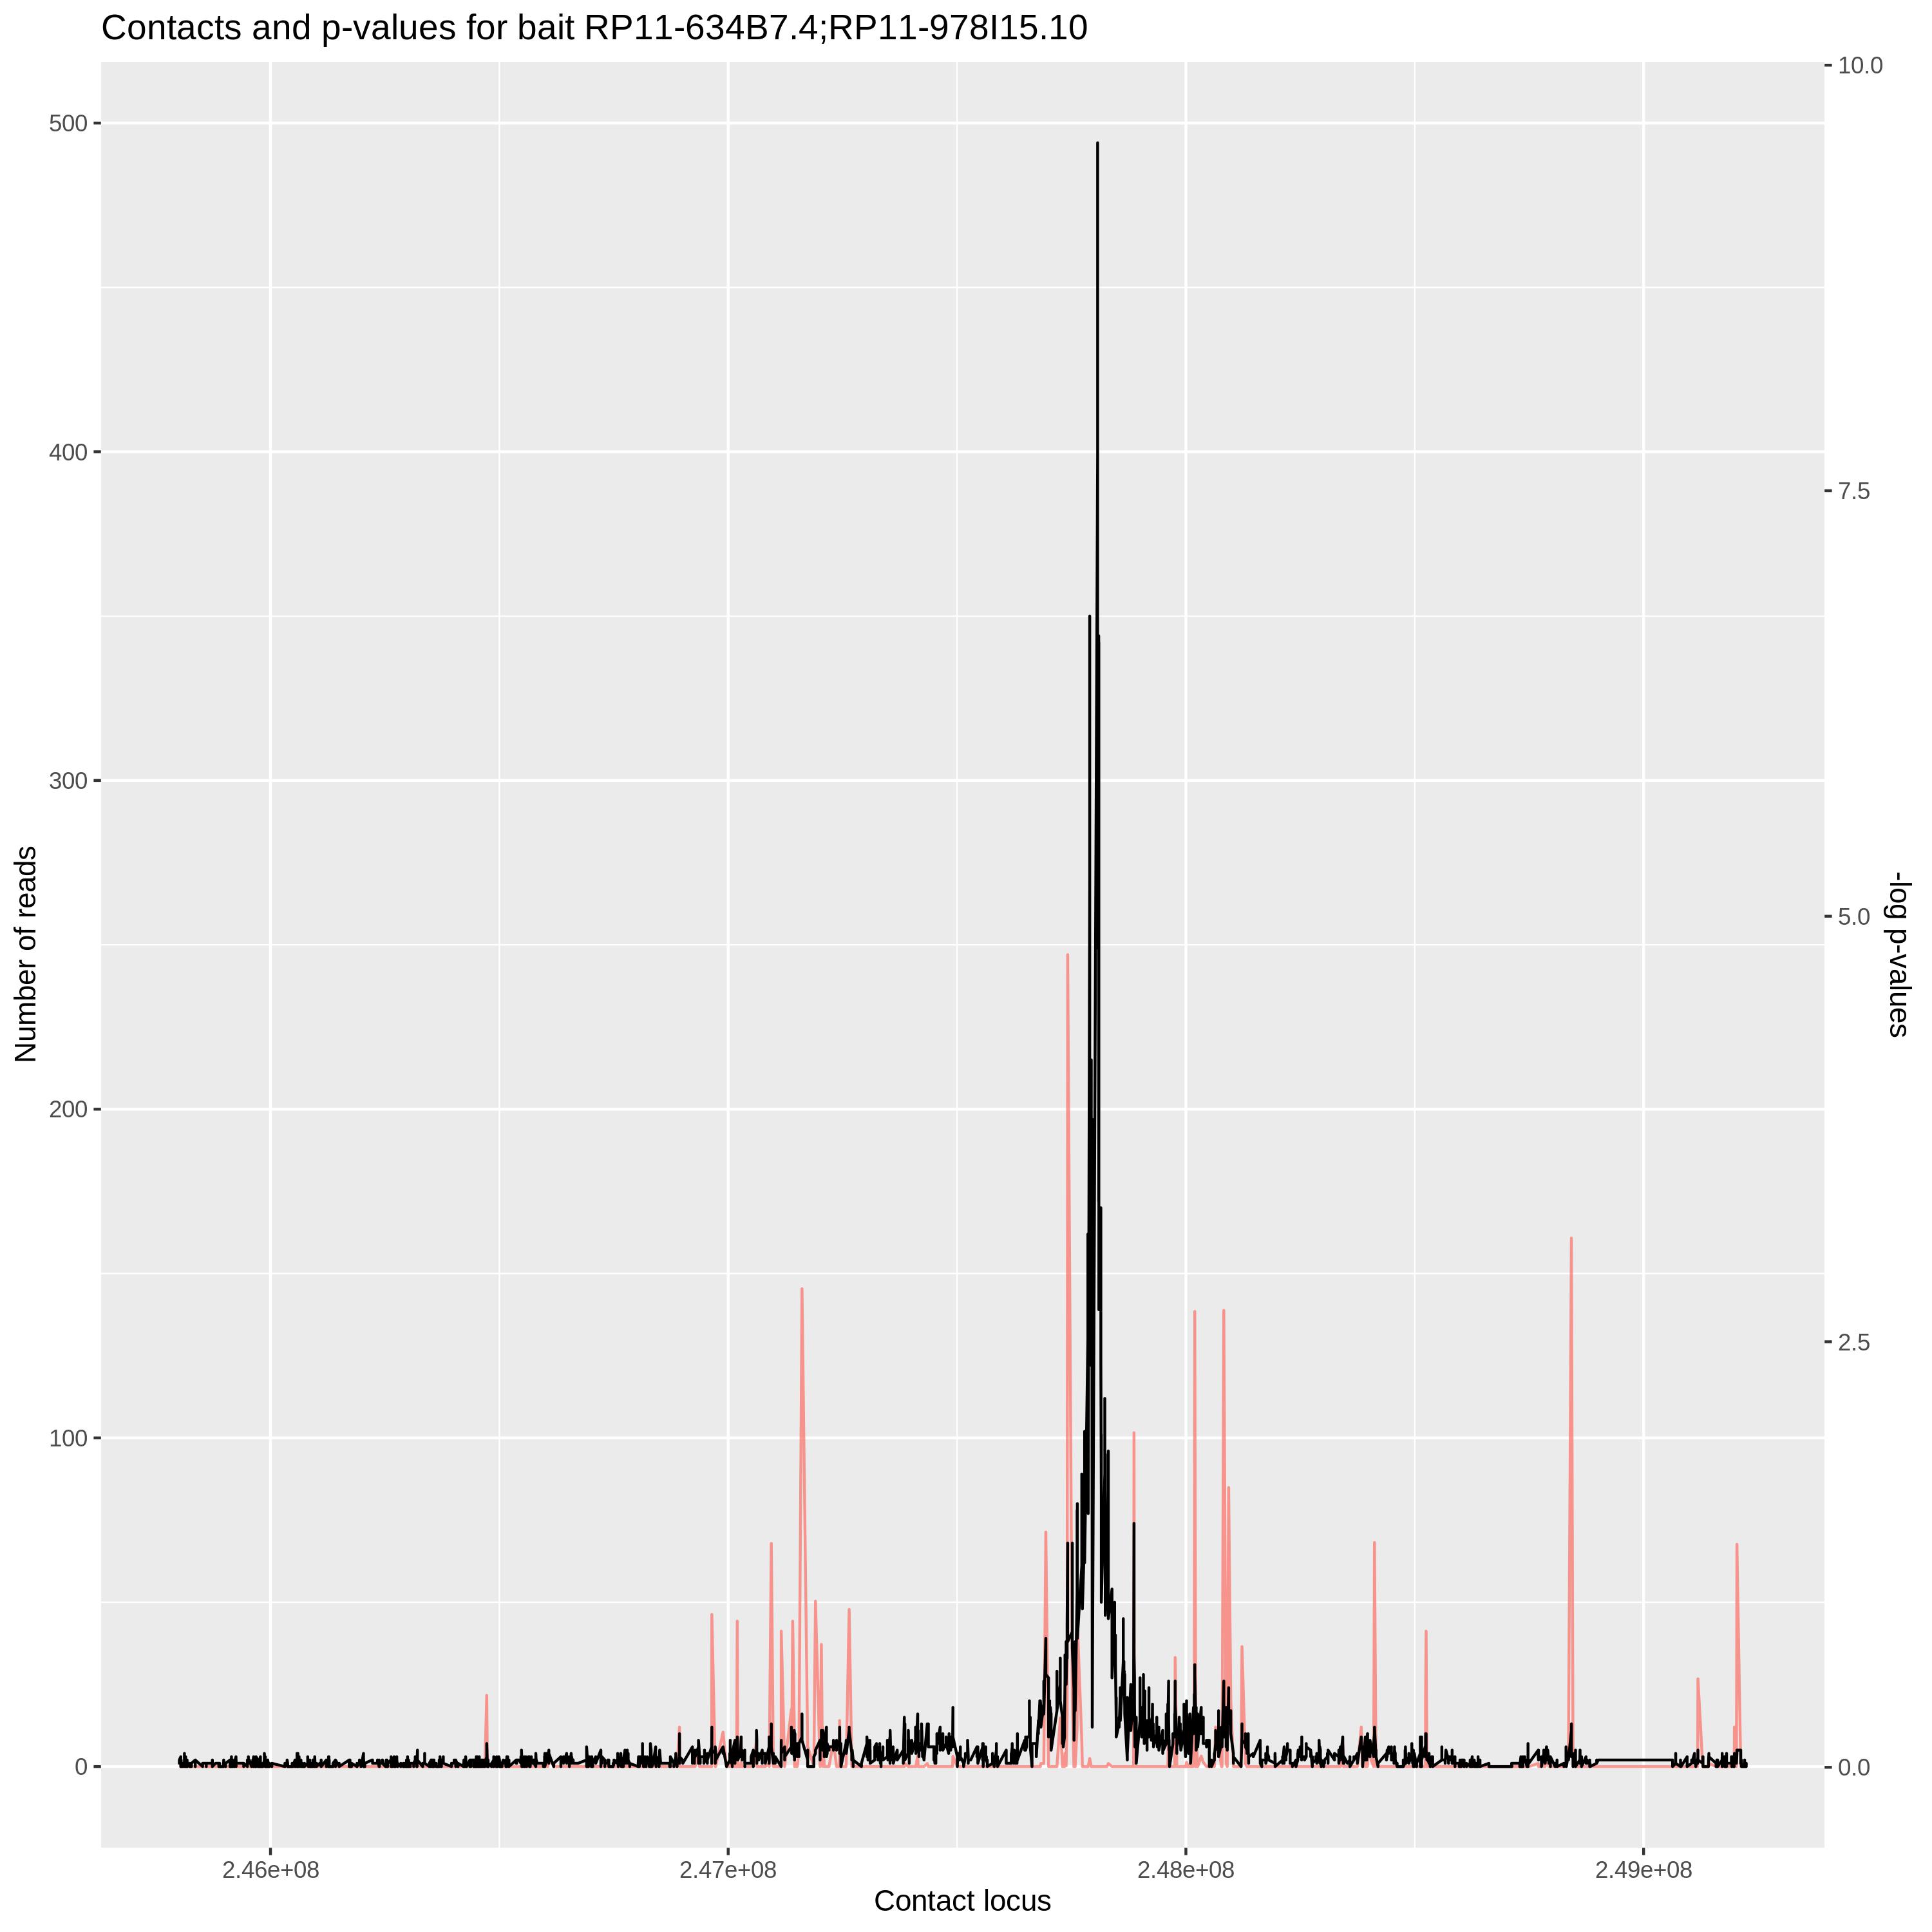 Contacts and p-values for bait RP11-634B7.4;RP11-978I15.10
Number of reads
500
400
300
200
100
0
10.0
7.5
5.0
2.5
0.0
-log p-values
2.46e+08
2.47e+08
2.48e+08
2.49e+08
Contact locus